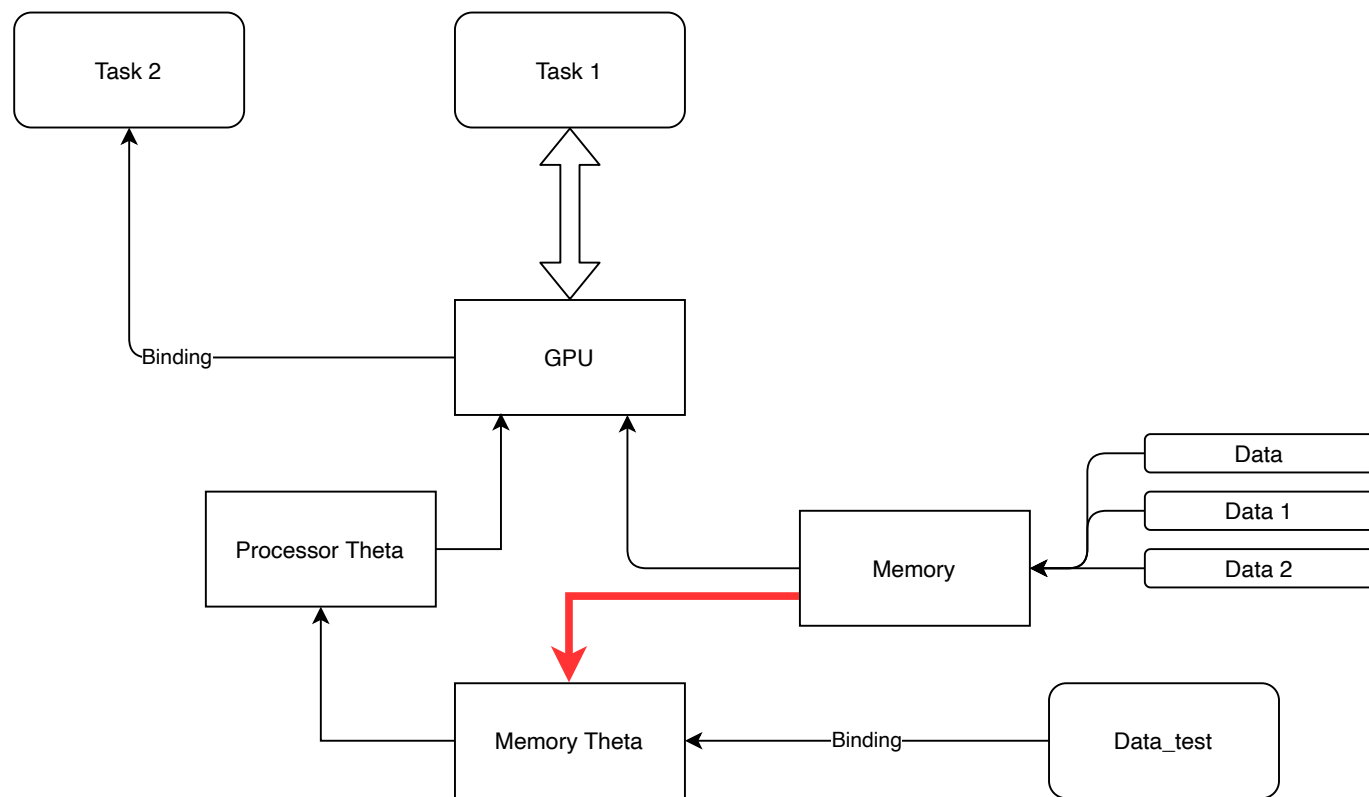 Task 2
Task 1
Binding
GPU
Data
Data 1
Data 2
Processor Theta
Memory
Memory Theta
Binding
Data_test